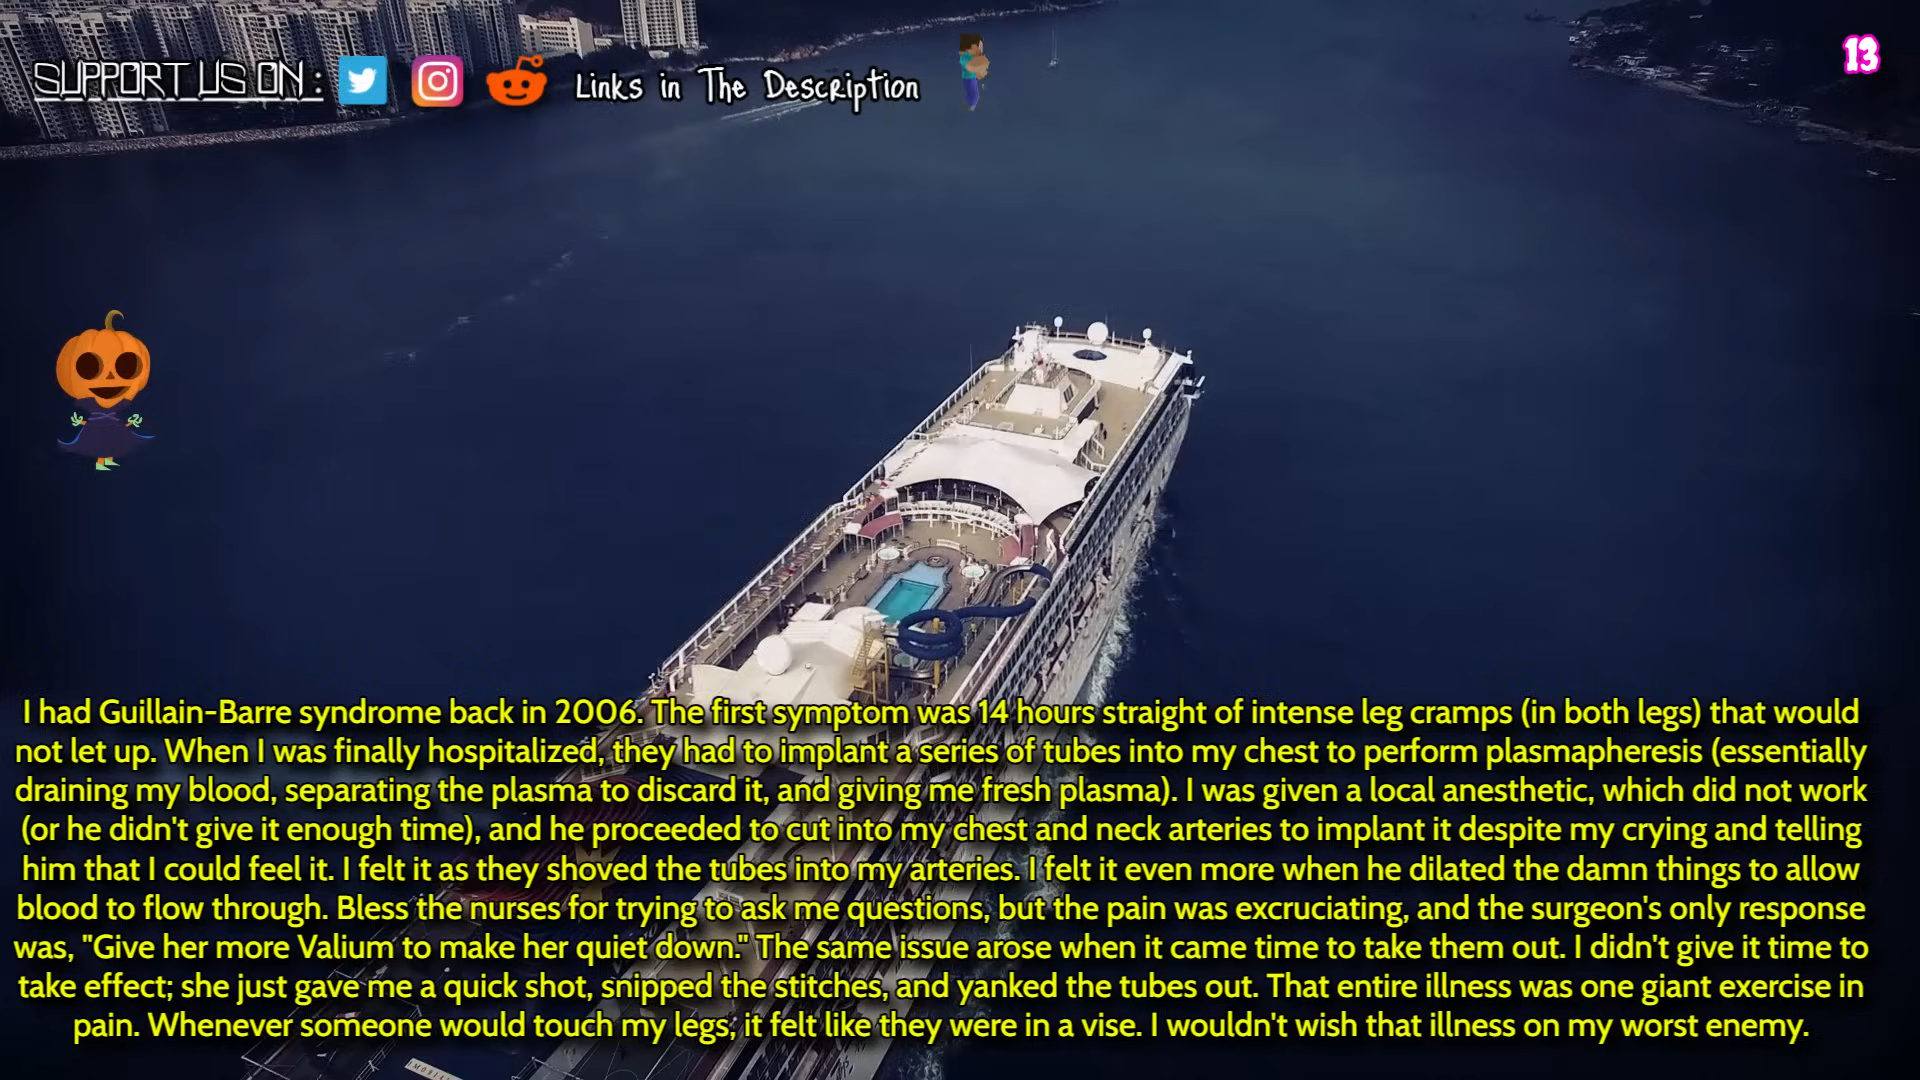 SUPPORT US ON :
Links in The Description
13
I had Guillain-Barre syndrome back in 2006. The first symptom was 14 hours straight of intense leg cramps (in both legs) that would
not let up. When I was finally hospitalized, they had to implant a series of tubes into my chest to perform plasmapheresis (essentially
draining my blood, separating the plasma to discard it, and giving me fresh plasma). I was given a local anesthetic, which did not work
(or he didn't give it enough time), and he proceeded to cut into my chest and neck arteries to implant it despite my crying and telling
him that I could feel it. I felt it as they shoved the tubes into my arteries. I felt it even more when he dilated the damn things to allow
blood to flow through. Bless the nurses for trying to ask me questions, but the pain was excruciating, and the surgeon's only response
was, "Give her more Valium to make her quiet down." The same issue arose when it came time to take them out. I didn't give it time to
take effect; she just gave me a quick shot, snipped the stitches, and yanked the tubes out. That entire illness was one giant exercise in
pain. Whenever someone would touch my legs, it felt like they were in a vise. I wouldn't wish that illness on my worst enemy.